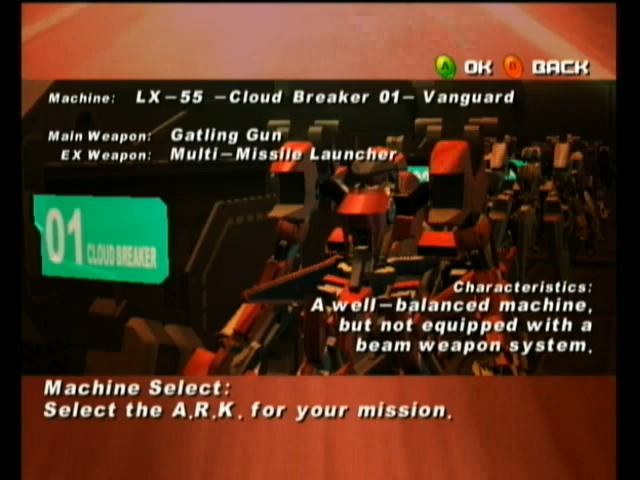 A OK B BACK
Machine: LX-55 -Cloud Breaker 01- Vanguard
Main Weapon: Gatling Gun
EX Weapon: Multi-Missile Launcher
01 CLOUD BREAKER
Characteristics:
A well-balanced machine,
but not equipped with a
beam weapon system.
Machine Select:
Select the A.R.K. for your mission.